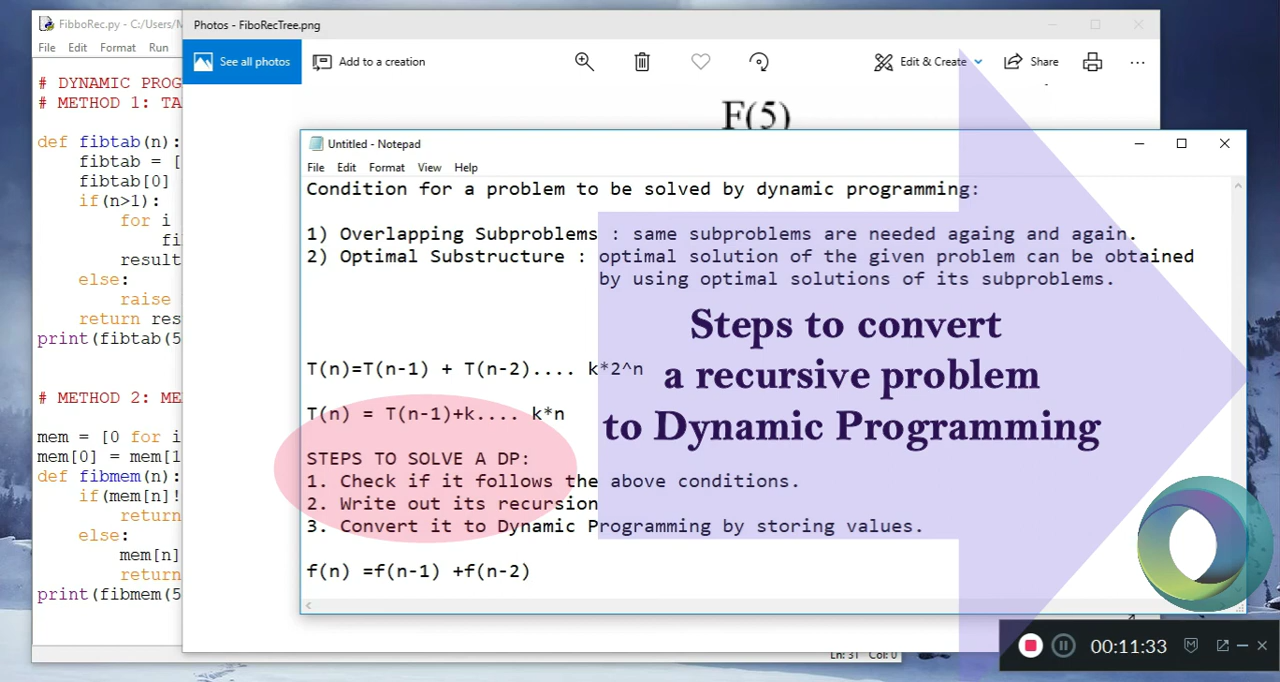 FibboRec.py - C:/Users/
File Edit Format Run
# DYNAMIC PROG
# METHOD 1: TA
def fibtab(n):
fibtab = [
fibtab[0]
if(n>1):
for i
fi
result
else:
raise
return res
print(fibtab(5
# METHOD 2: ME
mem = [0 for i
mem[0] = mem[1
def fibmem(n):
if(mem[n]!
return
else:
mem[n]
return
print(fibmem(5
Photos - FiboRecTree.png
See all photos Add to a creation Edit & Create Share
F(5)
Untitled - Notepad
File Edit Format View Help
Condition for a problem to be solved by dynamic programming:
1) Overlapping Subproblems : same subproblems are needed againg and again.
2) Optimal Substructure : optimal solution of the given problem can be obtained
by using optimal solutions of its subproblems.
T(n)=T(n-1) + T(n-2).... k*2^n
T(n) = T(n-1)+k.... k*n
STEPS TO SOLVE A DP:
1. Check if it follows the above conditions.
2. Write out its recursion
3. Convert it to Dynamic Programming by storing values.
f(n) =f(n-1) +f(n-2)
Steps to convert
a recursive problem
to Dynamic Programming
Ln: 31 Col: 0
00:11:33